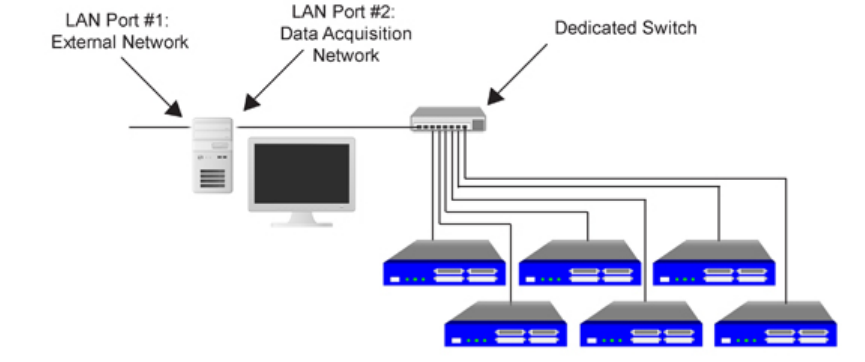 LAN Port #1:
External Network
LAN Port #2:
Data Acquisition
Network
Dedicated Switch